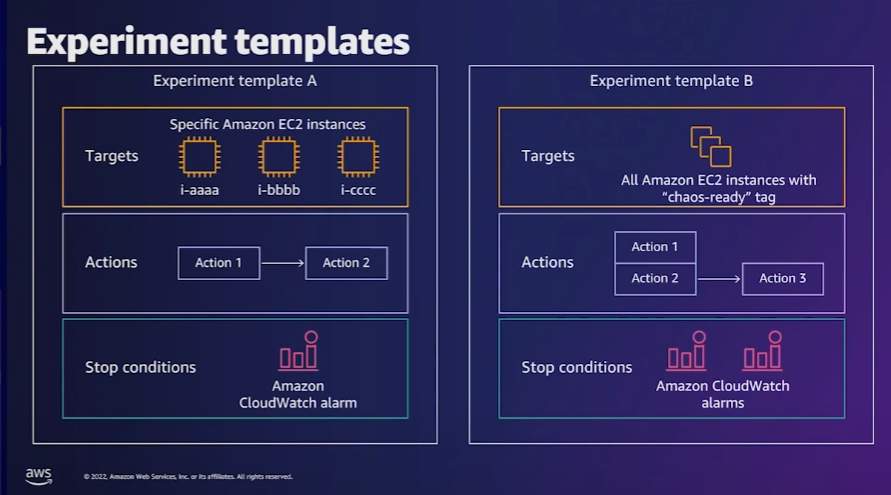 Experiment templates
Experiment template A
Targets
Specific Amazon EC2 instances
i-aaaa
i-bbbb
i-cccc
Actions
Action 1
Action 2
Stop conditions
Amazon
CloudWatch alarm
Experiment template B
Targets
All Amazon EC2 instances with
“chaos-ready” tag
Actions
Action 1
Action 2
Action 3
Stop conditions
Amazon CloudWatch
alarms
aws
© 2022, Amazon Web Services, Inc. or its affiliates. All rights reserved.